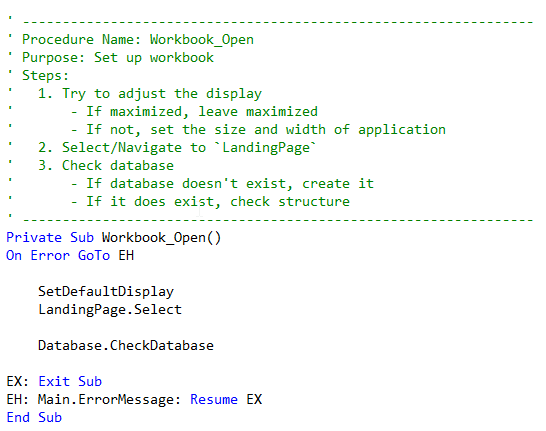 ' ----------------------------------------------------------------
' Procedure Name: Workbook_Open
' Purpose: Set up workbook
' Steps:
'   1. Try to adjust the display
'       - If maximized, leave maximized
'       - If not, set the size and width of application
'   2. Select/Navigate to `LandingPage`
'   3. Check database
'       - If database doesn't exist, create it
'       - If it does exist, check structure
' ----------------------------------------------------------------
Private Sub Workbook_Open()
On Error GoTo EH

    SetDefaultDisplay
    LandingPage.Select

    Database.CheckDatabase

EX: Exit Sub
EH: Main.ErrorMessage: Resume EX
End Sub